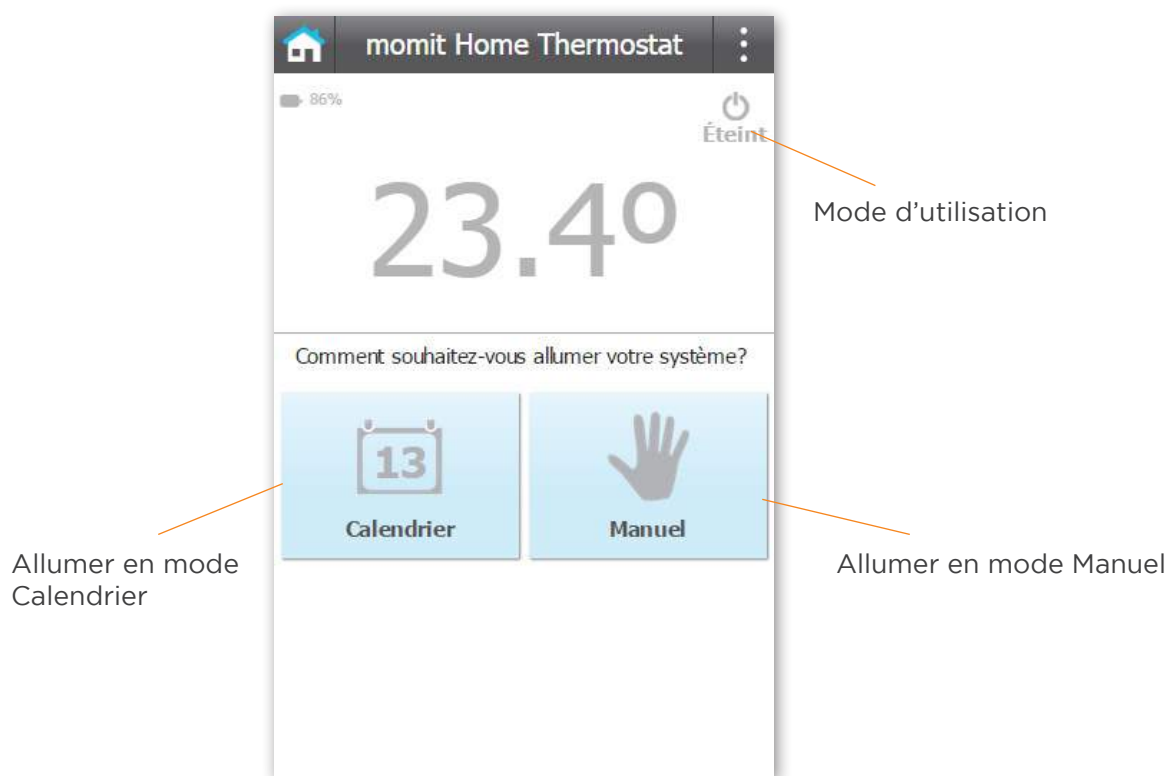 momit Home Thermostat
86%
Éteint
23.4º
Mode d'utilisation
Comment souhaitez-vous allumer votre système?
13
Calendrier
Manuel
Allumer en mode
Calendrier
Allumer en mode Manuel